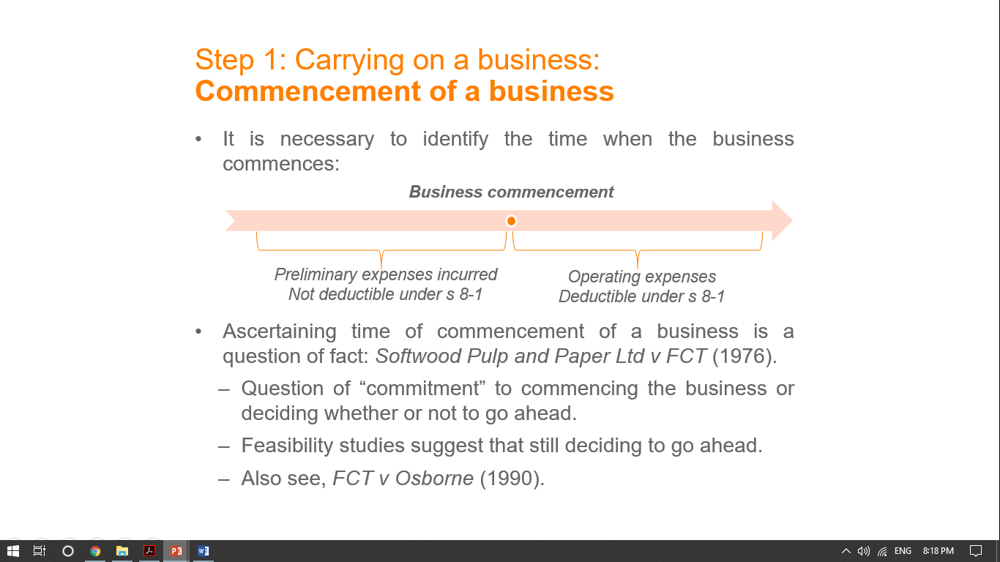 Step 1: Carrying on a business:
Commencement of a business
• It is necessary to identify the time when the business
commences:
Business commencement
Preliminary expenses incurred
Not deductible under s 8-1
Operating expenses
Deductible under s 8-1
• Ascertaining time of commencement of a business is a
question of fact: Softwood Pulp and Paper Ltd v FCT (1976).
– Question of “commitment” to commencing the business or
deciding whether or not to go ahead.
– Feasibility studies suggest that still deciding to go ahead.
– Also see, FCT v Osborne (1990).
ENG
8:18 PM